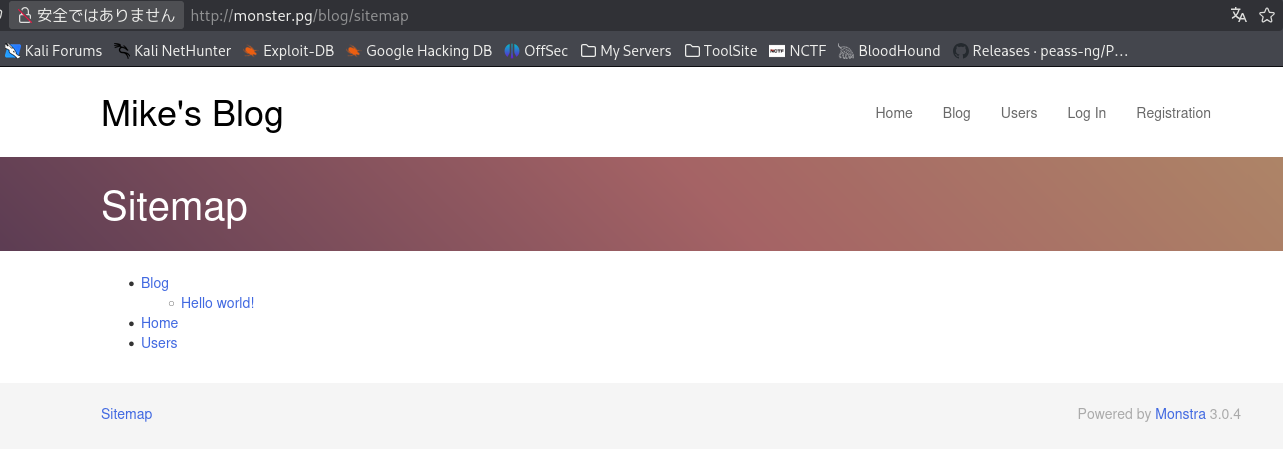 安全ではありません http://monster.pg/blog/sitemap
Kali Forums Kali NetHunter Exploit-DB Google Hacking DB OffSec My Servers ToolSite NCTF NCTF BloodHound Releases · peass-ng/P…
Mike's Blog Home Blog Users Log In Registration
Sitemap
Blog
Hello world!
Home
Users
Sitemap Powered by Monstra 3.0.4